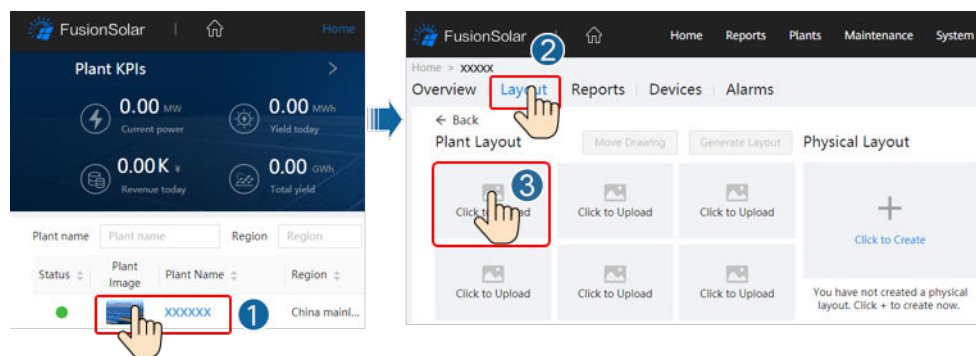 FusionSolar
Home
Plant KPIs
>
0.00 MW
Current power
0.00 MWh
Yield today
0.00K ¥
Revenue today
0.00 GWh
Total yield
Plant name
Plant name
Region
Region
Status
Plant Image
Plant Name
Region
XXXXXX
1
China mainl...
FusionSolar
Home Reports Plants Maintenance System
2
Home > XXXXX
Overview Layout Reports Devices Alarms
← Back
Plant Layout
Move Drawing
Generate Layout
Physical Layout
3
Click to Upload
Click to Upload
Click to Upload
Click to Upload
Click to Upload
Click to Upload
+
Click to Create
You have not created a physical
layout. Click + to create now.